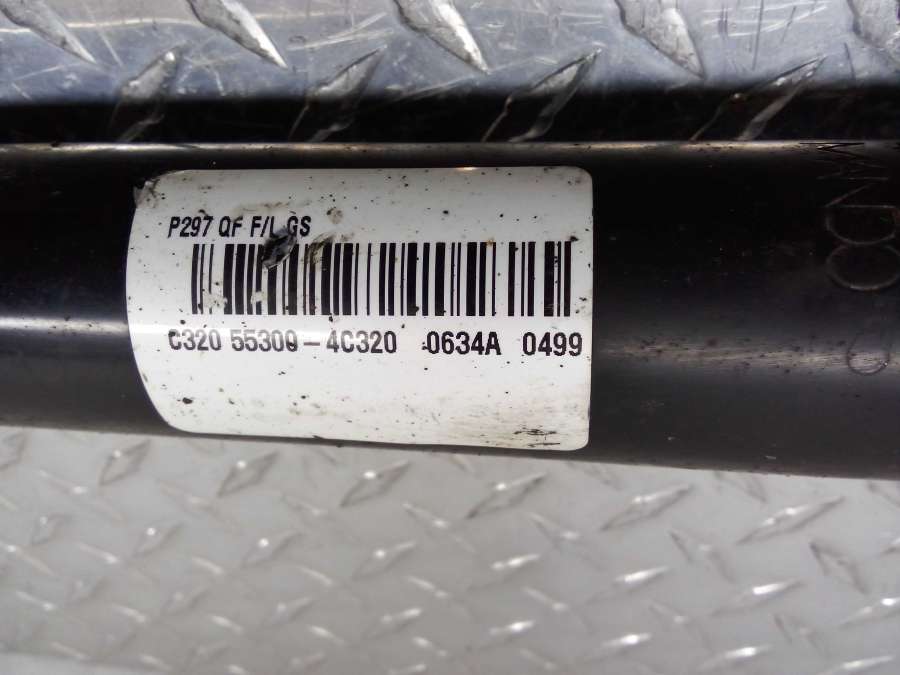 P297 QF F/L GS
C320 55300-4C320 0634A 0499